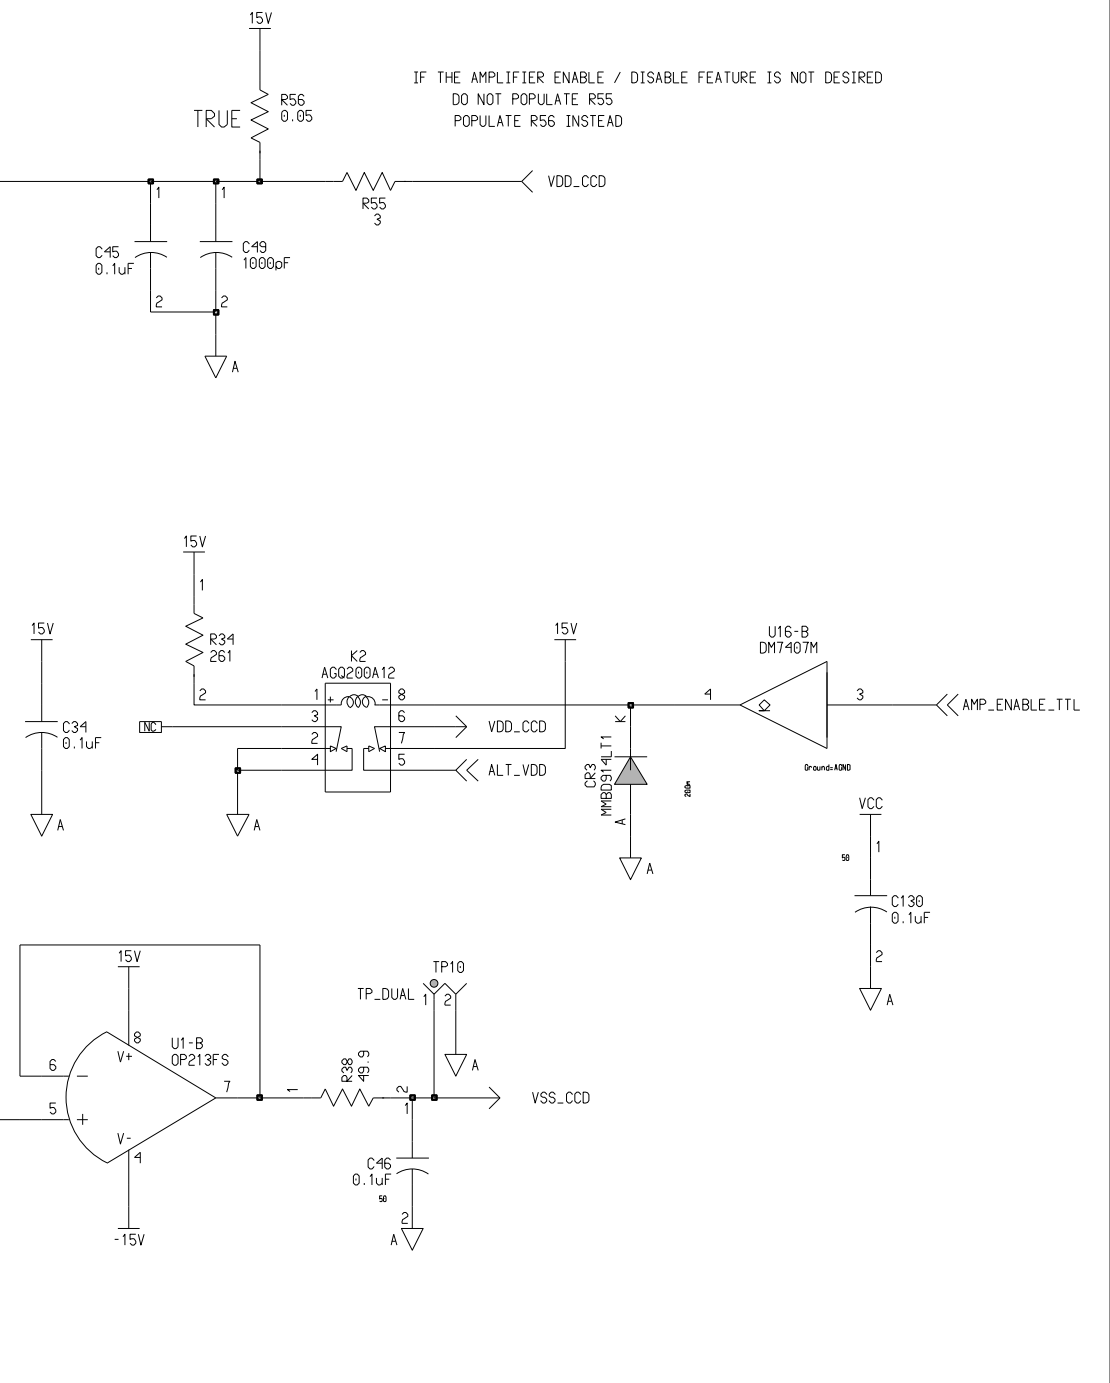 15V
IF THE AMPLIFIER ENABLE / DISABLE FEATURE IS NOT DESIRED
DO NOT POPULATE R55
POPULATE R56 INSTEAD
R56
0.05
TRUE
VDD_CCD
R55
3
1
1
C45
0.1uF
C49
1000pF
2
2
A
15V
1
R34
261
2
15V
C34
0.1uF
A
K2
AGQ200A12
1
+
-
8
3
6
2
7
4
5
NC
VDD_CCD
ALT_VDD
A
15V
U16-B
DM7407M
4
3
AMP_ENABLE_TTL
Ground=AGND
K
CR3
MMBD914LT1
A
200m
A
VCC
1
50
C130
0.1uF
2
A
15V
8
V+
U1-B
OP213FS
6
-
7
5
+
V-
4
-15V
1
R38
49.9
2
TP10
TP_DUAL
1
2
A
VSS_CCD
1
C46
0.1uF
50
2
A